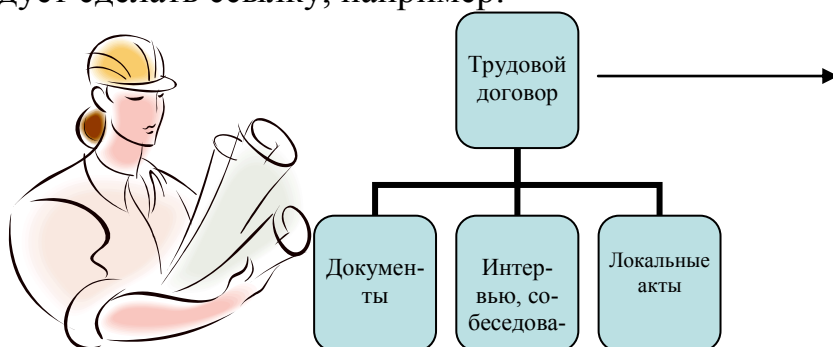 дует сделать ссылку, например:
Трудовой
договор
Докумен-
ты
Интер-
вью, со-
беседова-
Локальные
акты